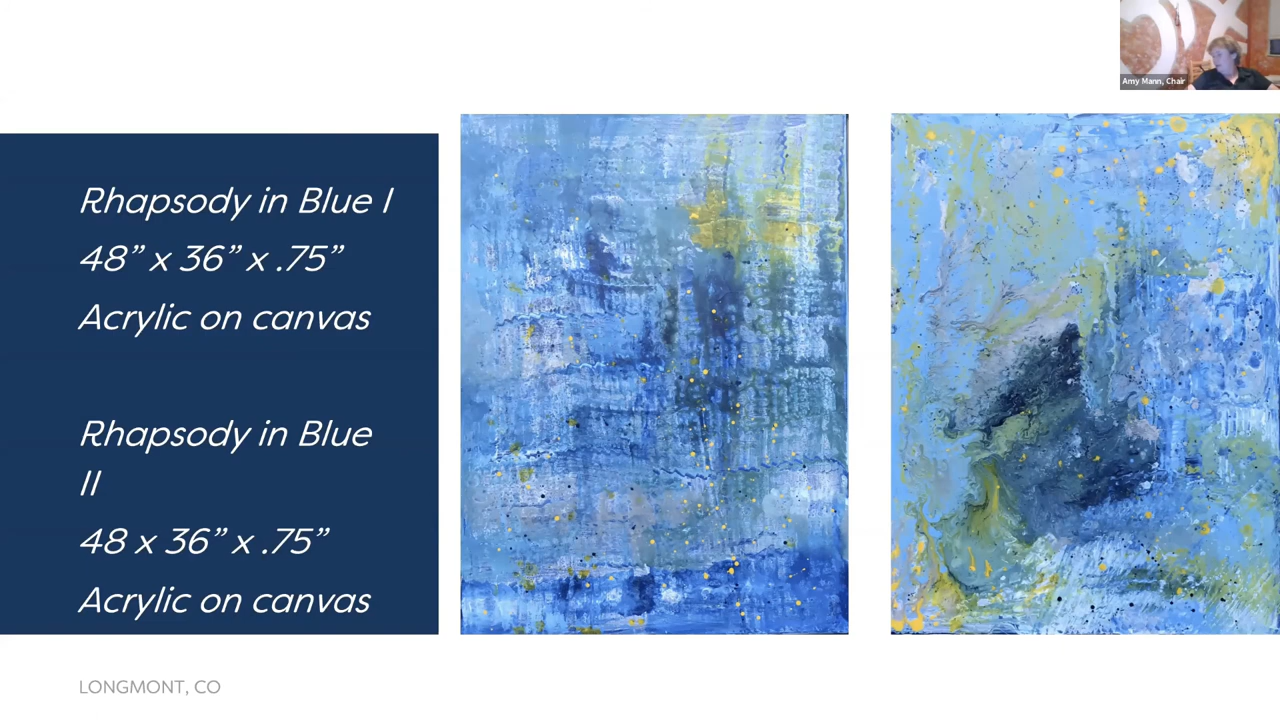 Amy Mann, Chair
Rhapsody in Blue I
48” x 36” x .75”
Acrylic on canvas
Rhapsody in Blue
II
48 x 36” x .75”
Acrylic on canvas
LONGMONT, CO